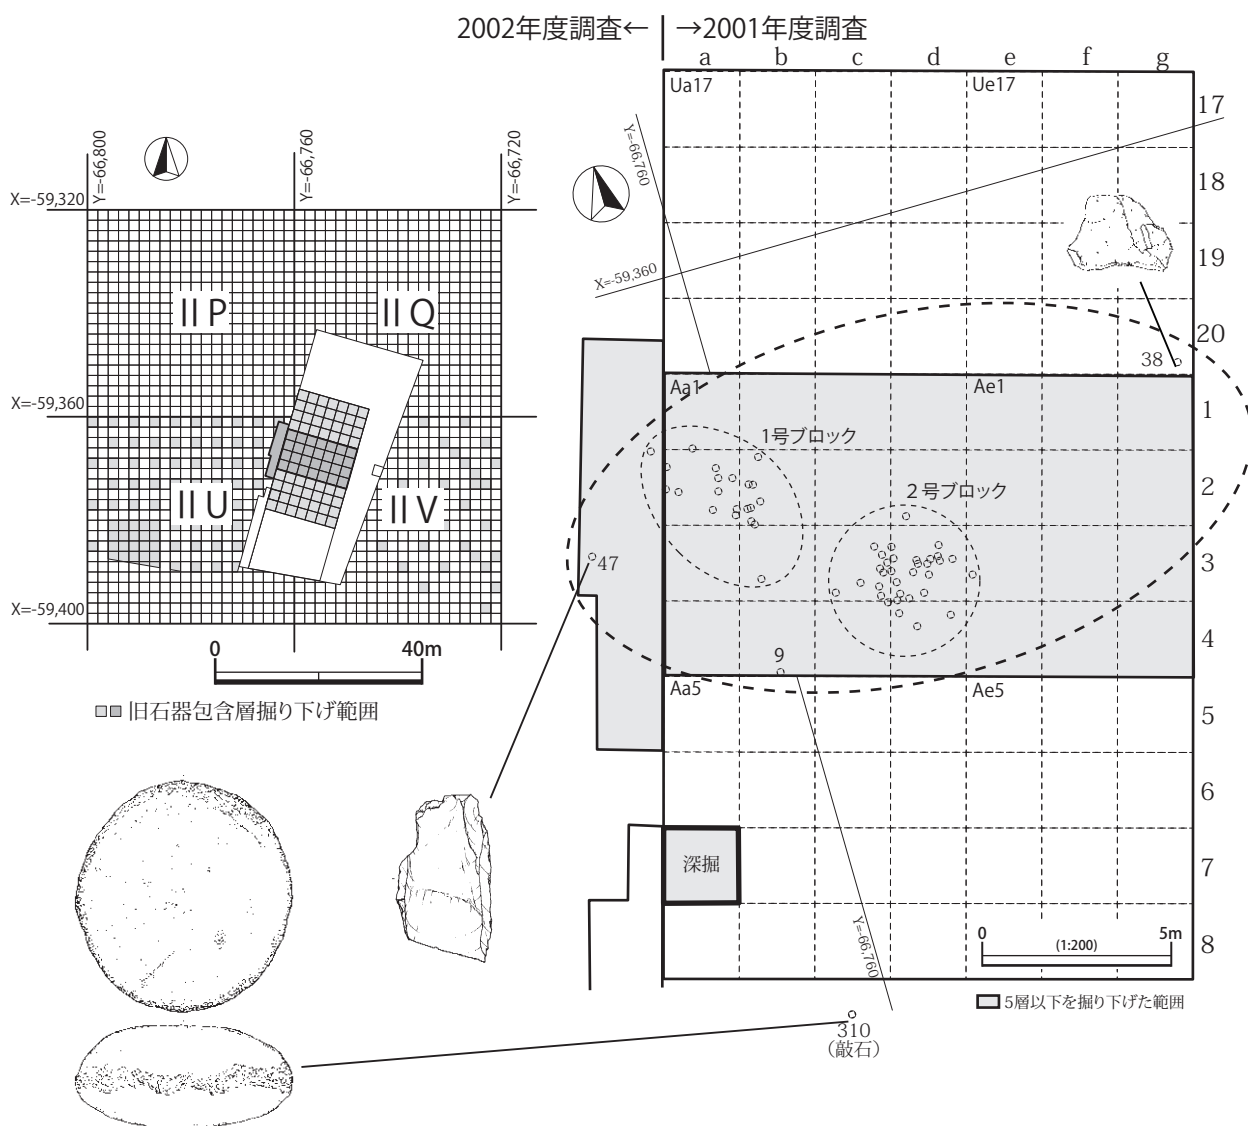 2002年度調査← →2001年度調査
a b c d e f g
Ua17 Ue17
17
18
19
20
1
2
3
4
5
6
7
8
Y=-66,760
X=-59,360
38
Aa1 Ae1
1号ブロック
2号ブロック
47
9
Aa5 Ae5
深掘
Y=-66,760
0 5m
(1:200)
5層以下を掘り下げた範囲
310
(敲石)
Y=-66,800
Y=-66,760
Y=-66,720
X=-59,320
X=-59,360
X=-59,400
II P II Q
II U II V
0 40m
旧石器包含層掘り下げ範囲